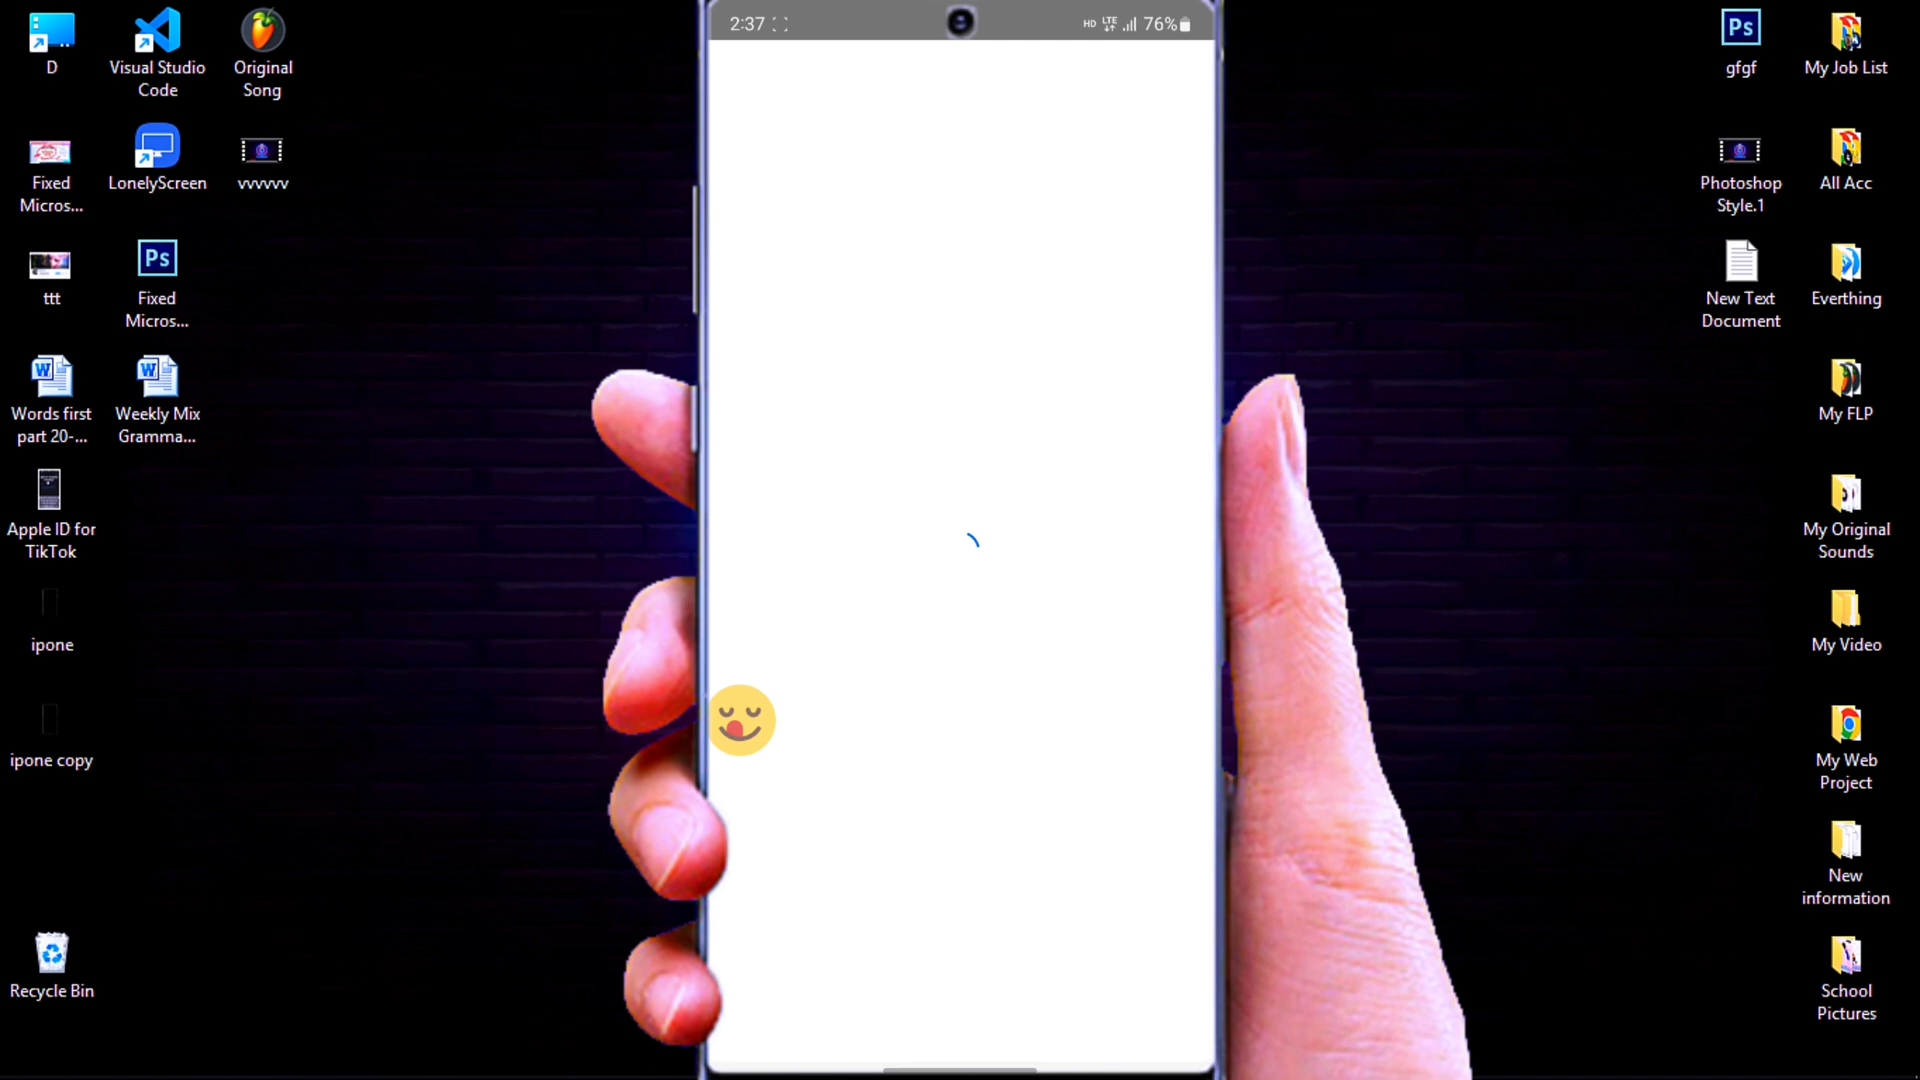 D
Visual Studio
Code
Original
Song
Fixed
Micros...
LonelyScreen
vvvvvv
ttt
Ps
Fixed
Micros...
W
Words first
part 20-...
W
Weekly Mix
Gramma...
Apple ID for
TikTok
ipone
ipone copy
Recycle Bin
2:37
HD LTE 76%
Ps
gfgf
My Job List
Photoshop
Style.1
All Acc
New Text
Document
Everthing
My FLP
My Original
Sounds
My Video
My Web
Project
New
information
School
Pictures